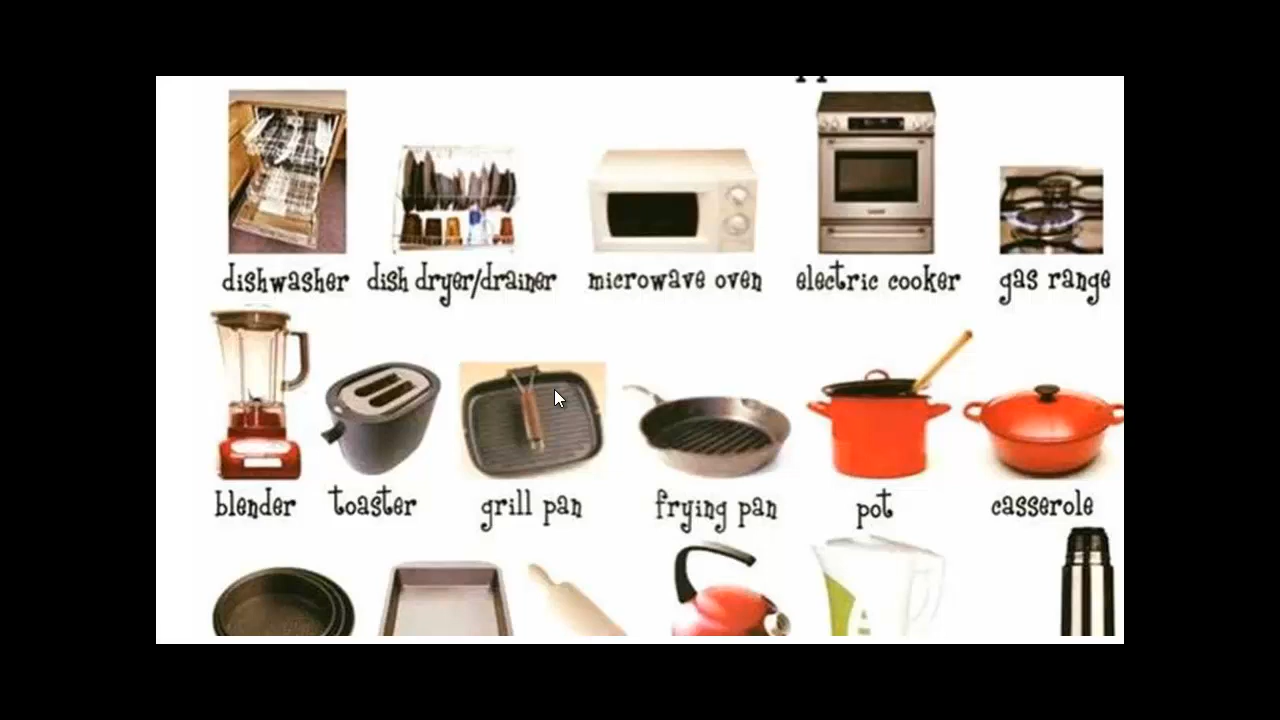 dishwasher dish dryer/drainer microwave oven electric cooker gas range
blender toaster grill pan frying pan pot casserole